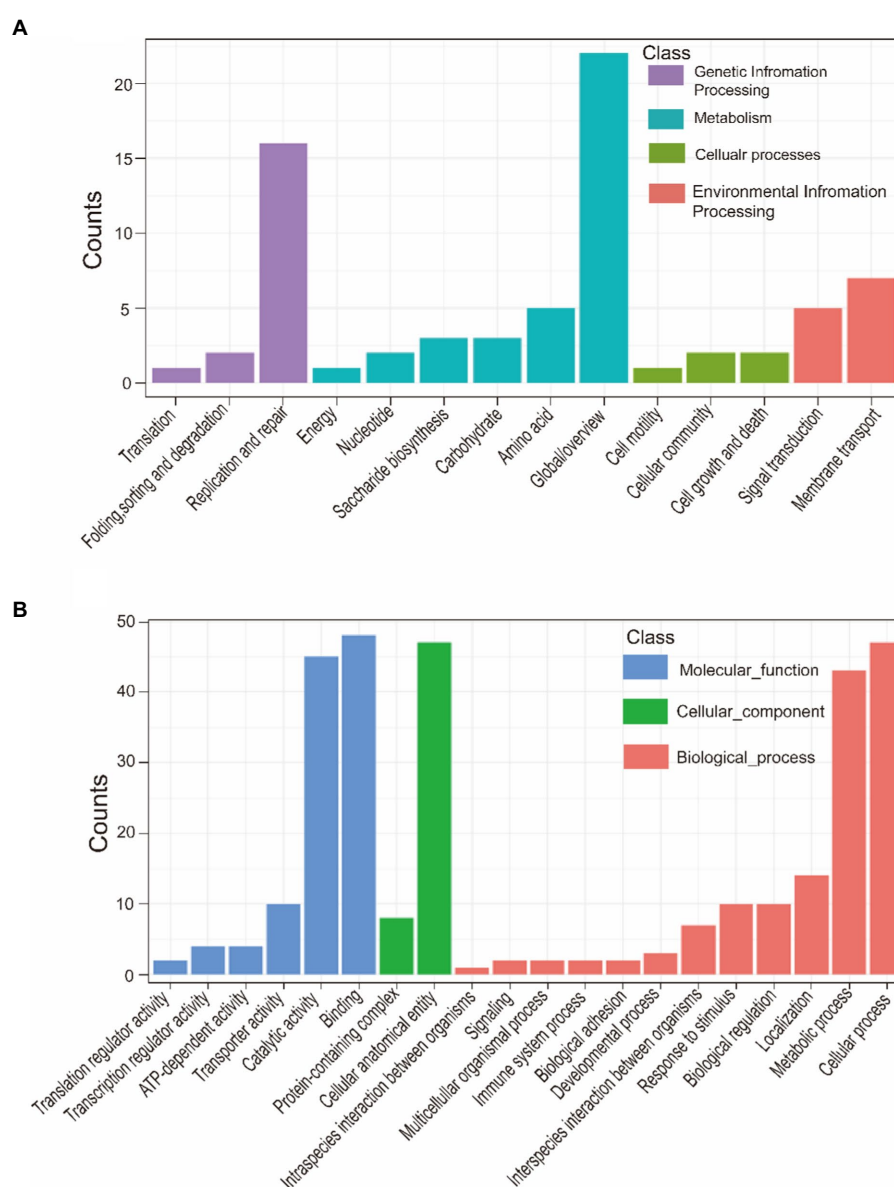 A
Counts
20
15
10
5
0
Class
Genetic Infromation
Processing
Metabolism
Cellualr processes
Environmental Infromation
Processing
Translation
Folding,sorting and degradation
Replication and repair
Energy
Nucleotide
Saccharide biosynthesis
Carbohydrate
Amino acid
Global/overview
Cell motility
Cellular community
Cell growth and death
Signal transduction
Membrane transport
B
Counts
50
40
30
20
10
0
Class
Molecular_function
Cellular_component
Biological_process
Translation regulator activity
Transcription regulator activity
ATP-dependent activity
Transporter activity
Catalytic activity
Binding
Protein-containing complex
Cellular anatomical entity
Intraspecies interaction between organisms
Signaling
Multicellular organismal process
Immune system process
Biological adhesion
Developmental process
Interspecies interaction between organisms
Response to stimulus
Biological regulation
Localization
Metabolic process
Cellular process